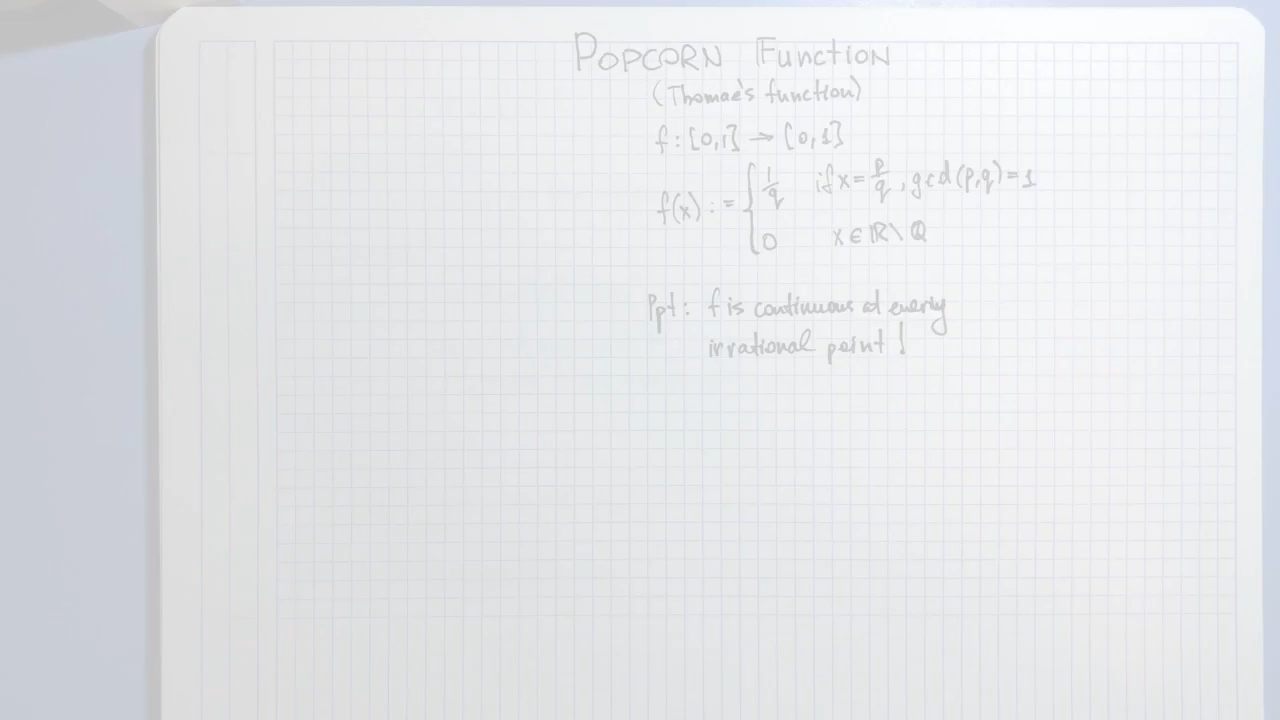 POPCORN Function
(Thomae's function)
f : [0,1] → [0,1]
f(x) := { 1/q if x = p/q , gcd(p,q) = 1
0 x ∈ ℝ \ ℚ
Ppt : f is continuous at every
irrational point !